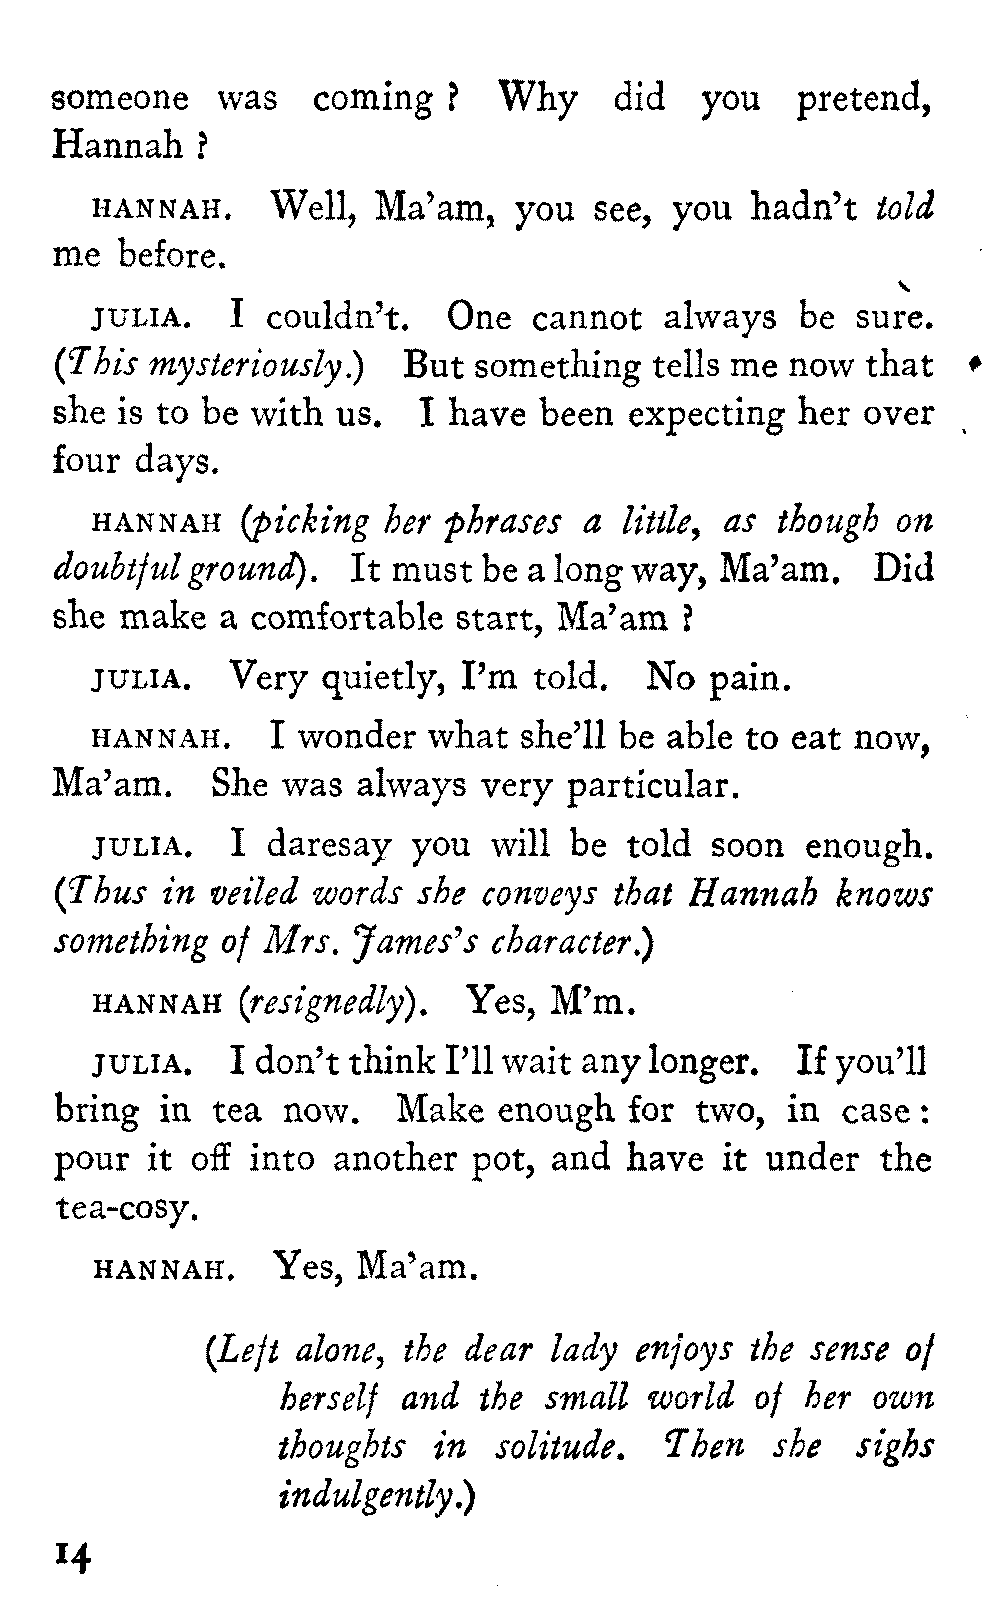 someone was coming ? Why did you pretend,
Hannah ?
HANNAH. Well, Ma'am, you see, you hadn't told
me before.
JULIA. I couldn't. One cannot always be sure.
(This mysteriously.) But something tells me now that
she is to be with us. I have been expecting her over
four days.
HANNAH (picking her phrases a little, as though on
doubtful ground). It must be a long way, Ma'am. Did
she make a comfortable start, Ma'am ?
JULIA. Very quietly, I'm told. No pain.
HANNAH. I wonder what she'll be able to eat now,
Ma'am. She was always very particular.
JULIA. I daresay you will be told soon enough.
(Thus in veiled words she conveys that Hannah knows
something of Mrs. James's character.)
HANNAH (resignedly). Yes, M'm.
JULIA. I don't think I'll wait any longer. If you'll
bring in tea now. Make enough for two, in case :
pour it off into another pot, and have it under the
tea-cosy.
HANNAH. Yes, Ma'am.
(Left alone, the dear lady enjoys the sense of
herself and the small world of her own
thoughts in solitude. Then she sighs
indulgently.)
14